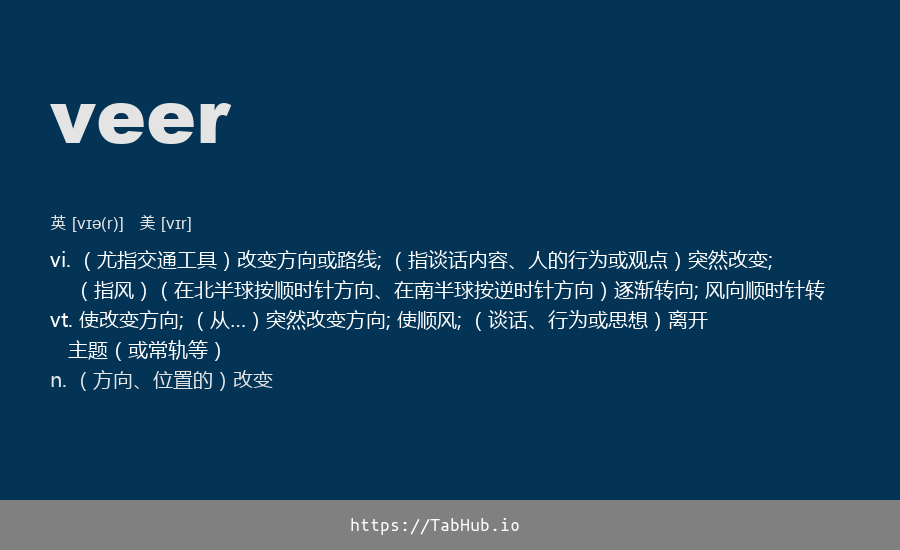 veer
英 [vɪə(r)] 美 [vɪr]
vi. （尤指交通工具）改变方向或路线; （指谈话内容、人的行为或观点）突然改变;
（指风）（在北半球按顺时针方向、在南半球按逆时针方向）逐渐转向; 风向顺时针转
vt. 使改变方向; （从…）突然改变方向; 使顺风; （谈话、行为或思想）离开
主题（或常轨等）
n. （方向、位置的）改变
https://TabHub.io